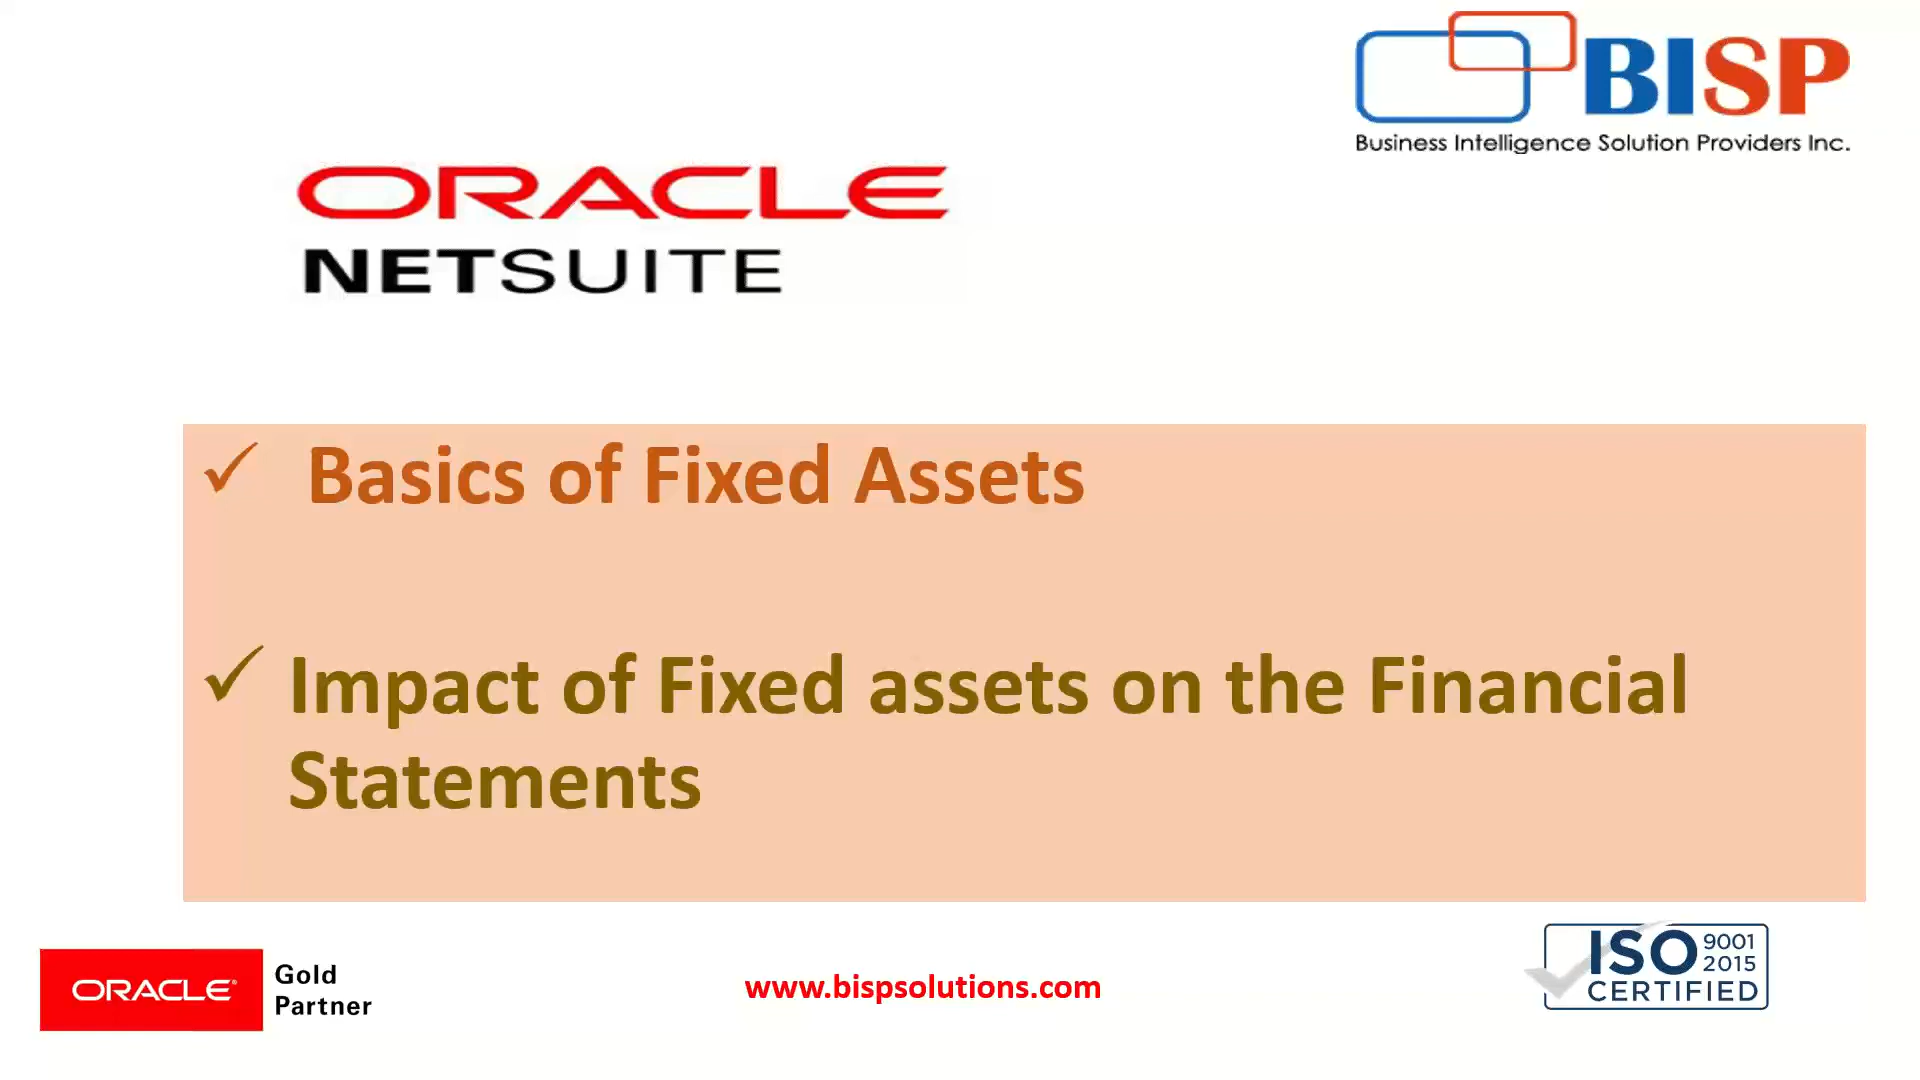 BISP
Business Intelligence Solution Providers Inc.
ORACLE
NETSUITE
✓ Basics of Fixed Assets
✓ Impact of Fixed assets on the Financial
Statements
ORACLE® Gold
Partner
www.bispsolutions.com
ISO 9001
2015
CERTIFIED